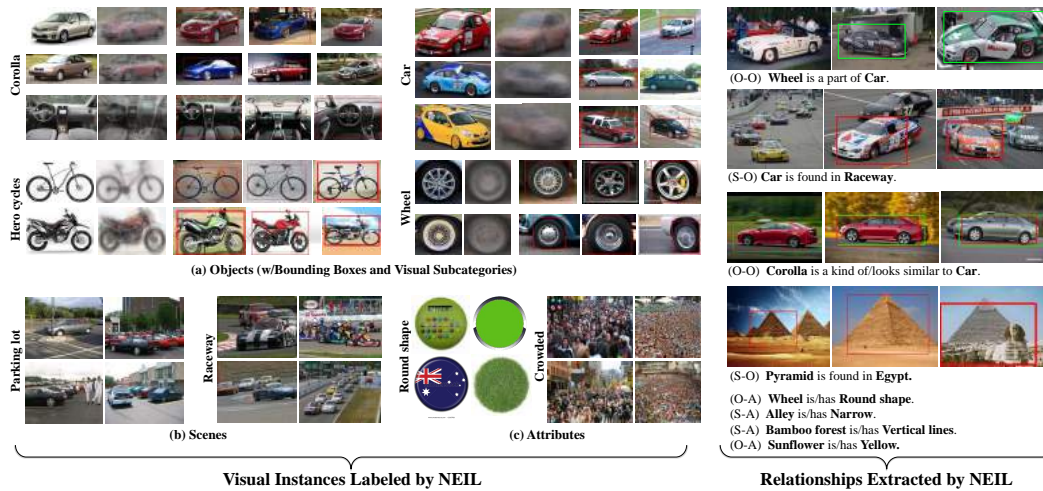 Corolla
Hero cycles
Car
Wheel
(a) Objects (w/Bounding Boxes and Visual Subcategories)
Parking lot
Raceway
(b) Scenes
Round shape
Crowded
(c) Attributes
Visual Instances Labeled by NEIL
(O-O) Wheel is a part of Car.
(S-O) Car is found in Raceway.
(O-O) Corolla is a kind of/looks similar to Car.
(S-O) Pyramid is found in Egypt.
(O-A) Wheel is/has Round shape.
(S-A) Alley is/has Narrow.
(S-A) Bamboo forest is/has Vertical lines.
(O-A) Sunflower is/has Yellow.
Relationships Extracted by NEIL